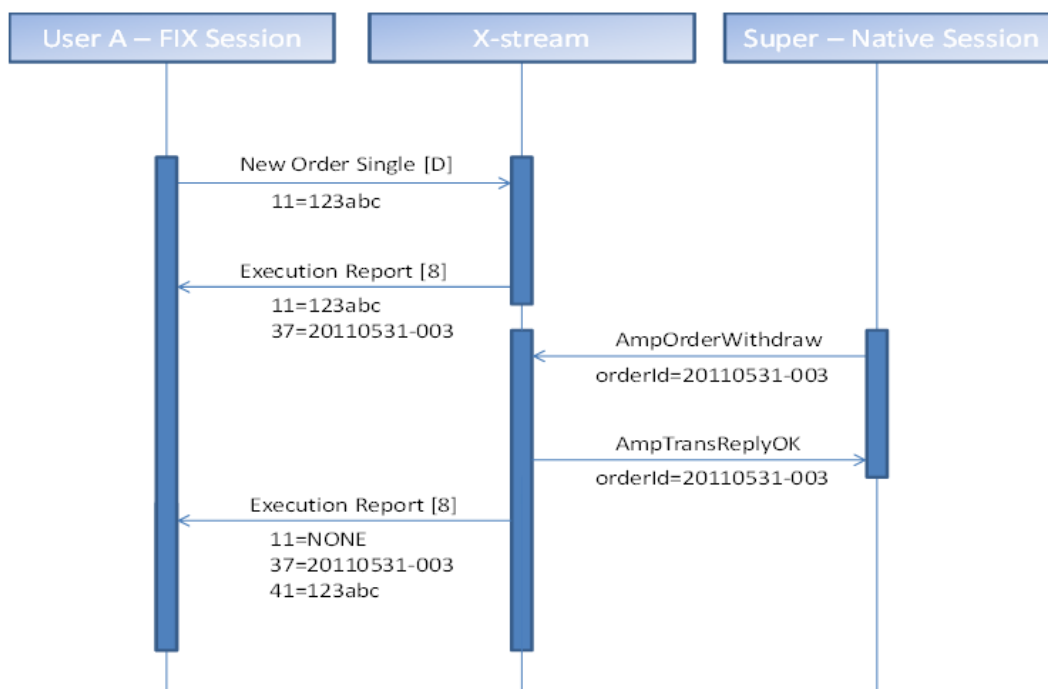 User A – FIX Session
X-stream
Super – Native Session
New Order Single [D]
11=123abc
Execution Report [8]
11=123abc
37=20110531-003
AmpOrderWithdraw
orderId=20110531-003
AmpTransReplyOK
orderId=20110531-003
Execution Report [8]
11=NONE
37=20110531-003
41=123abc